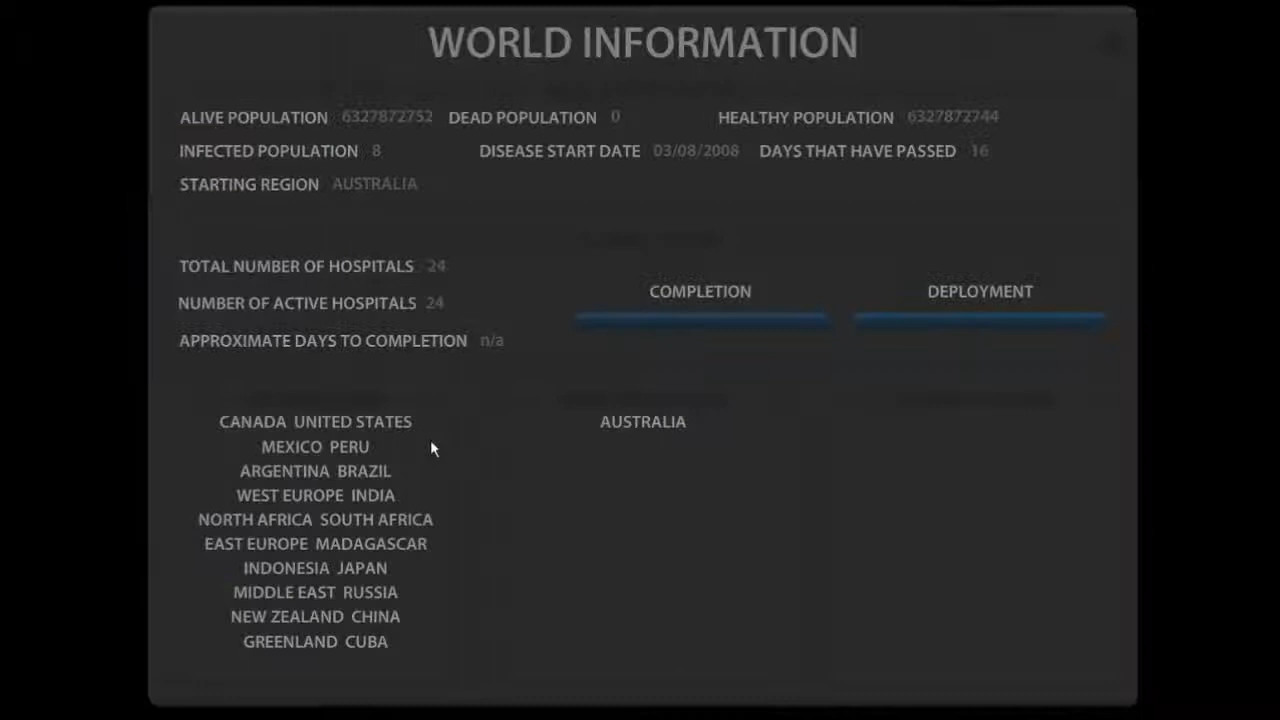 WORLD INFORMATION
ALIVE POPULATION 6327872752 DEAD POPULATION 0 HEALTHY POPULATION 6327872744
INFECTED POPULATION 8 DISEASE START DATE 03/08/2008 DAYS THAT HAVE PASSED 16
STARTING REGION AUSTRALIA
TOTAL NUMBER OF HOSPITALS 24
NUMBER OF ACTIVE HOSPITALS 24
APPROXIMATE DAYS TO COMPLETION n/a
COMPLETION DEPLOYMENT
CANADA UNITED STATES
MEXICO PERU
ARGENTINA BRAZIL
WEST EUROPE INDIA
NORTH AFRICA SOUTH AFRICA
EAST EUROPE MADAGASCAR
INDONESIA JAPAN
MIDDLE EAST RUSSIA
NEW ZEALAND CHINA
GREENLAND CUBA
AUSTRALIA